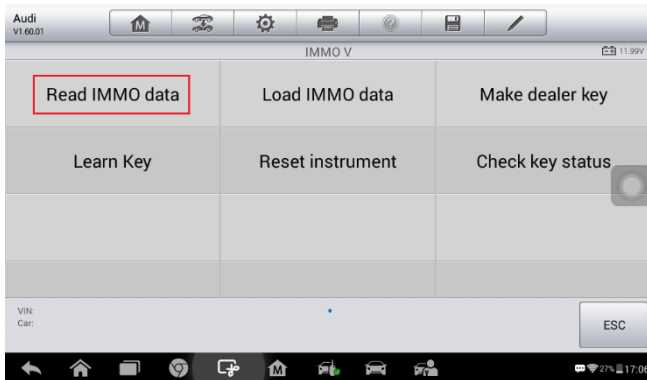 Audi
V1.60.01
IMMO V
11.99V
Read IMMO data
Load IMMO data
Make dealer key
Learn Key
Reset instrument
Check key status
VIN:
Car:
ESC
27% 17:06